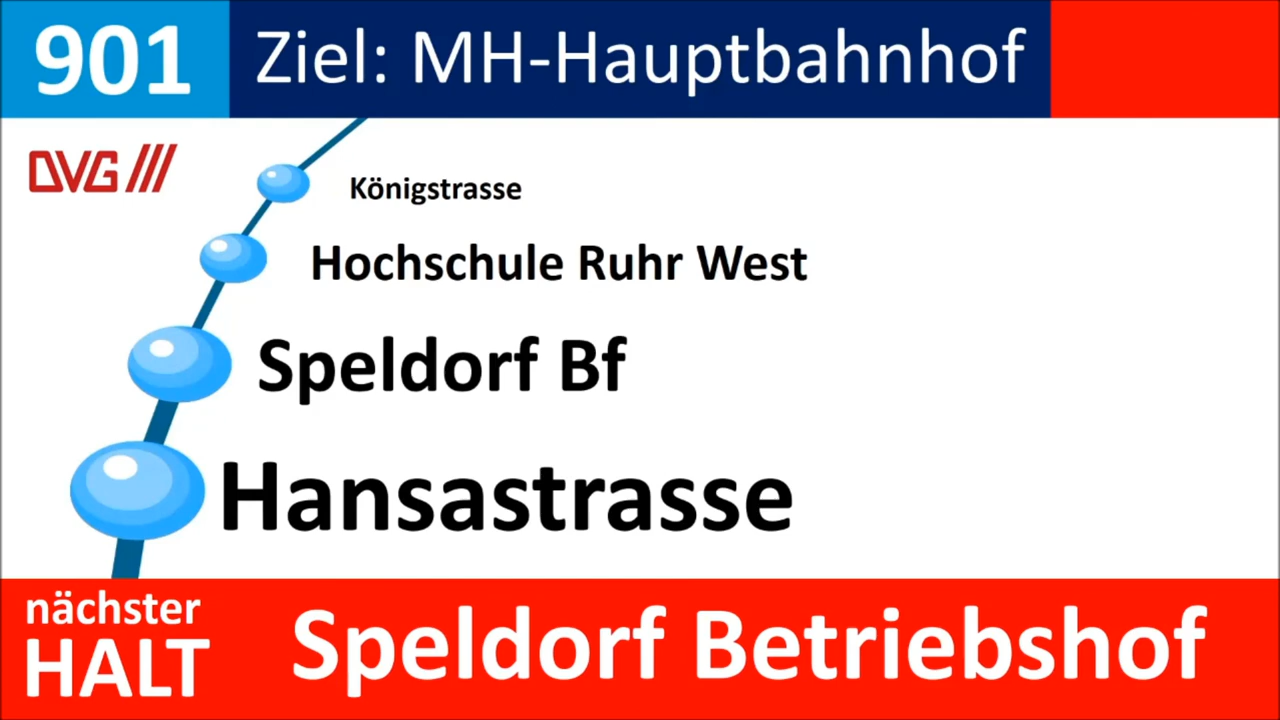 901
Ziel: MH-Hauptbahnhof
DVG
Königstrasse
Hochschule Ruhr West
Speldorf Bf
Hansastrasse
nächster
HALT
Speldorf Betriebshof